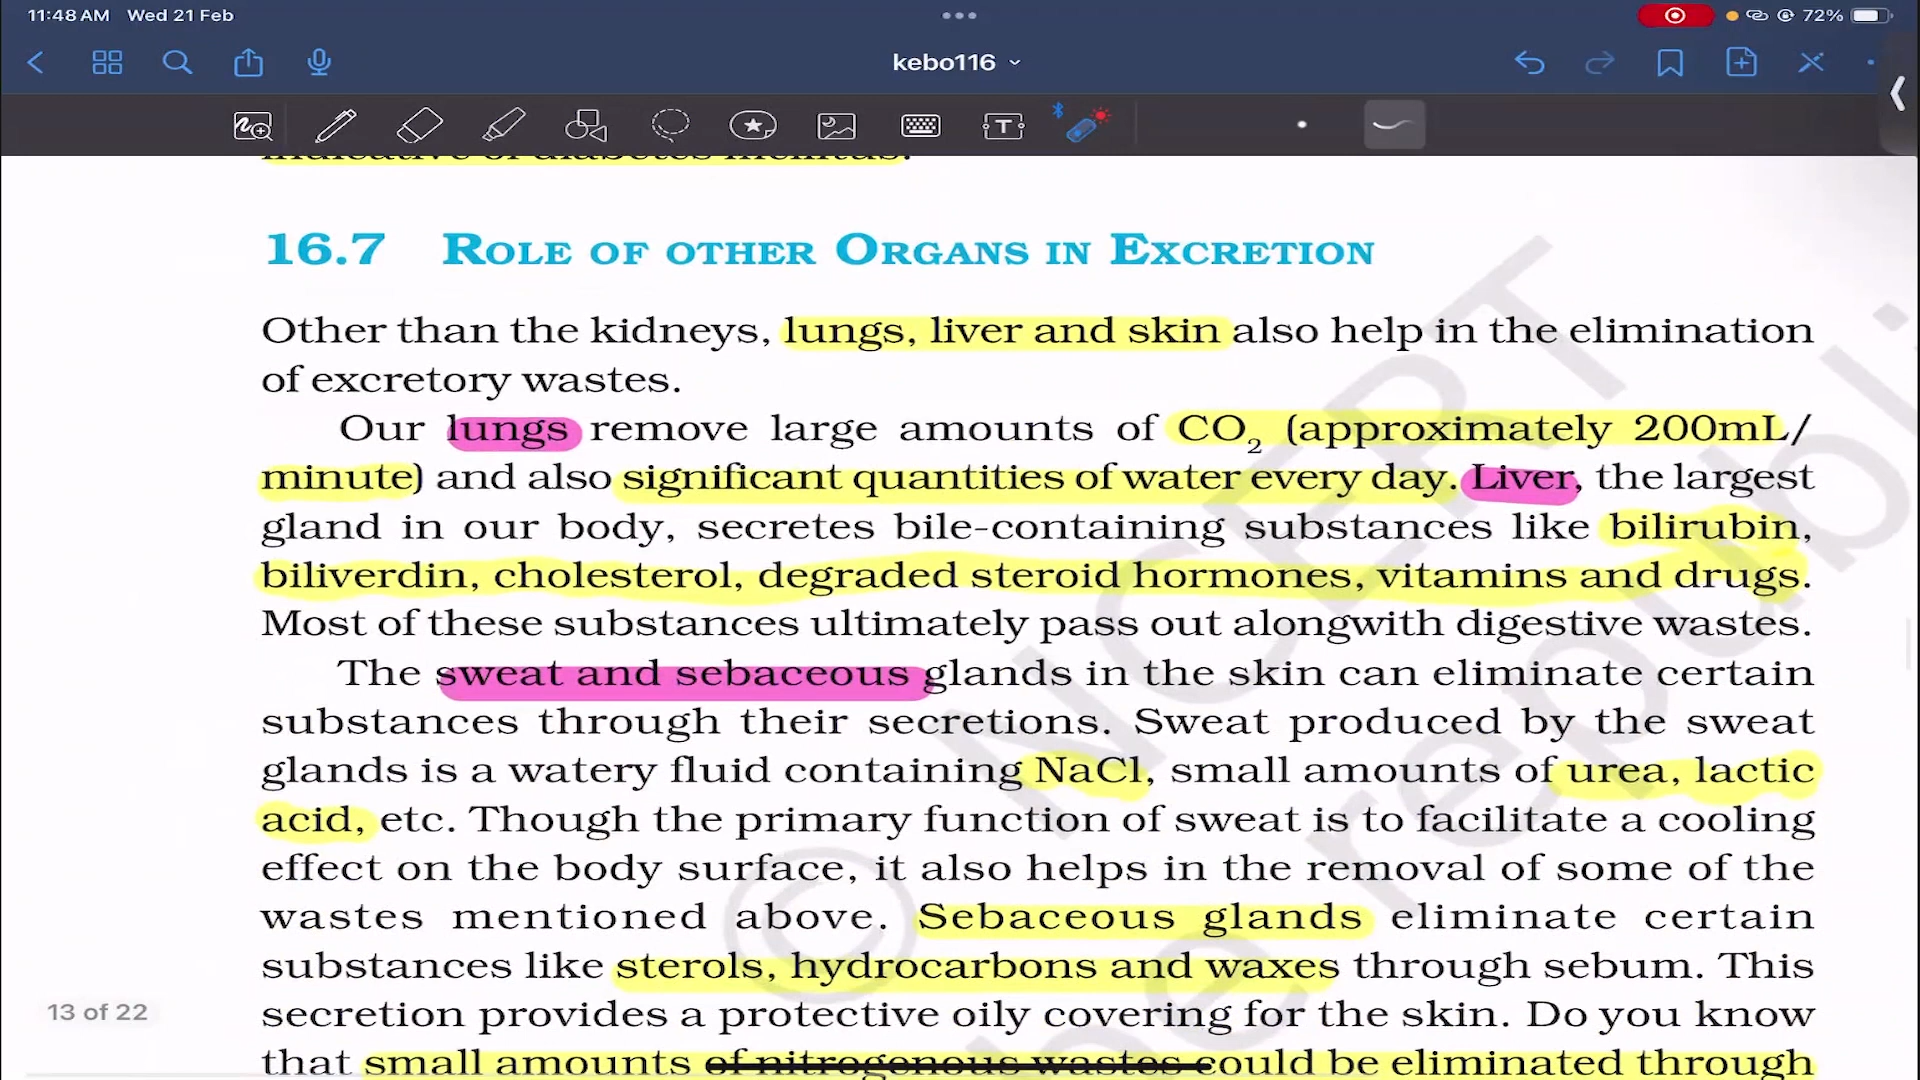 11:48 AM Wed 21 Feb
72%
kebo116
T
indicative of diabetes mellitus.
16.7 ROLE OF OTHER ORGANS IN EXCRETION
Other than the kidneys, lungs, liver and skin also help in the elimination
of excretory wastes.
Our lungs remove large amounts of CO2 (approximately 200mL/
minute) and also significant quantities of water every day. Liver, the largest
gland in our body, secretes bile-containing substances like bilirubin,
biliverdin, cholesterol, degraded steroid hormones, vitamins and drugs.
Most of these substances ultimately pass out alongwith digestive wastes.
The sweat and sebaceous glands in the skin can eliminate certain
substances through their secretions. Sweat produced by the sweat
glands is a watery fluid containing NaCl, small amounts of urea, lactic
acid, etc. Though the primary function of sweat is to facilitate a cooling
effect on the body surface, it also helps in the removal of some of the
wastes mentioned above. Sebaceous glands eliminate certain
substances like sterols, hydrocarbons and waxes through sebum. This
secretion provides a protective oily covering for the skin. Do you know
that small amounts of nitrogenous wastes could be eliminated through
13 of 22
© NCERT